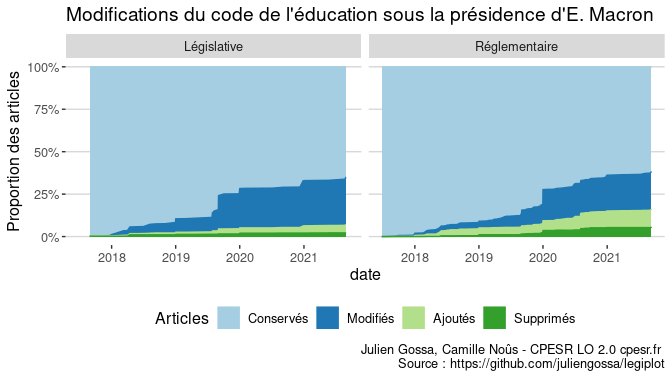 Modifications du code de l'éducation sous la présidence d'E. Macron
Législative
Réglementaire
Proportion des articles
100%
75%
50%
25%
0%
2018 2019 2020 2021
2018 2019 2020 2021
date
Articles Conservés Modifiés Ajoutés Supprimés
Julien Gossa, Camille Noûs - CPESR LO 2.0 cpesr.fr
Source : https://github.com/juliengossa/legiplot